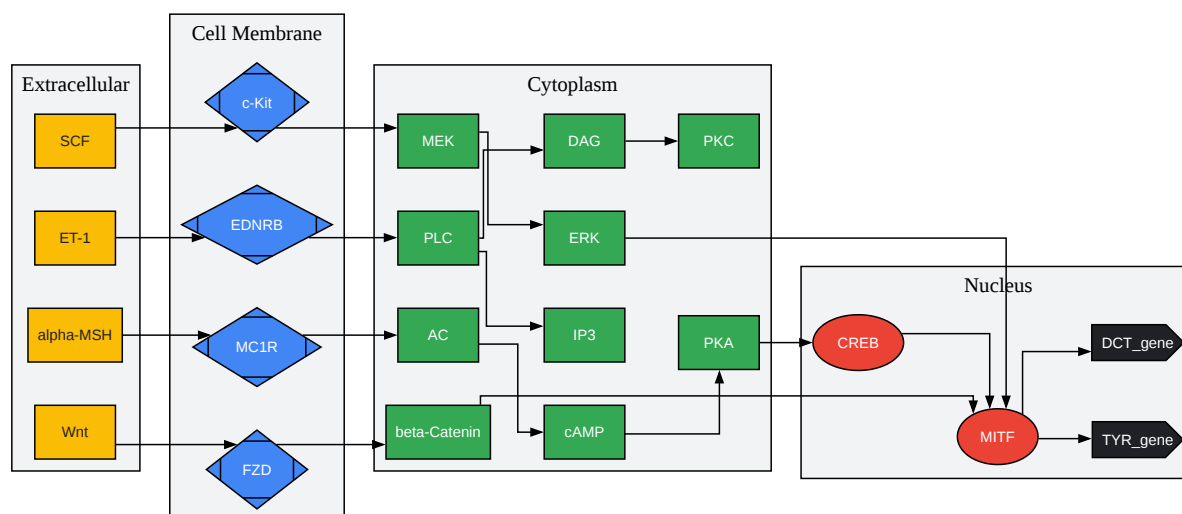 Extracellular
SCF
ET-1
alpha-MSH
Wnt
Cell Membrane
c-Kit
EDNRB
MC1R
FZD
Cytoplasm
MEK
DAG
PKC
PLC
ERK
AC
IP3
PKA
beta-Catenin
cAMP
Nucleus
CREB
DCT_gene
MITF
TYR_gene